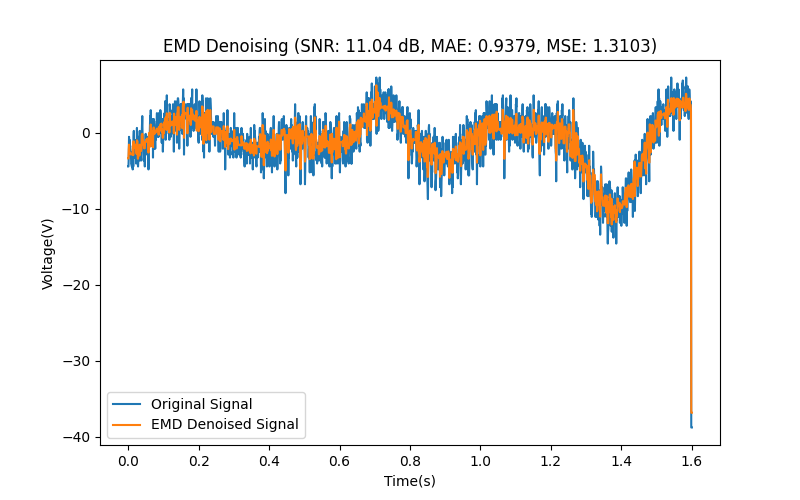 EMD Denoising (SNR: 11.04 dB, MAE: 0.9379, MSE: 1.3103)
Voltage(V)
0
−10
−20
−30
−40
Original Signal
EMD Denoised Signal
0.0 0.2 0.4 0.6 0.8 1.0 1.2 1.4 1.6
Time(s)